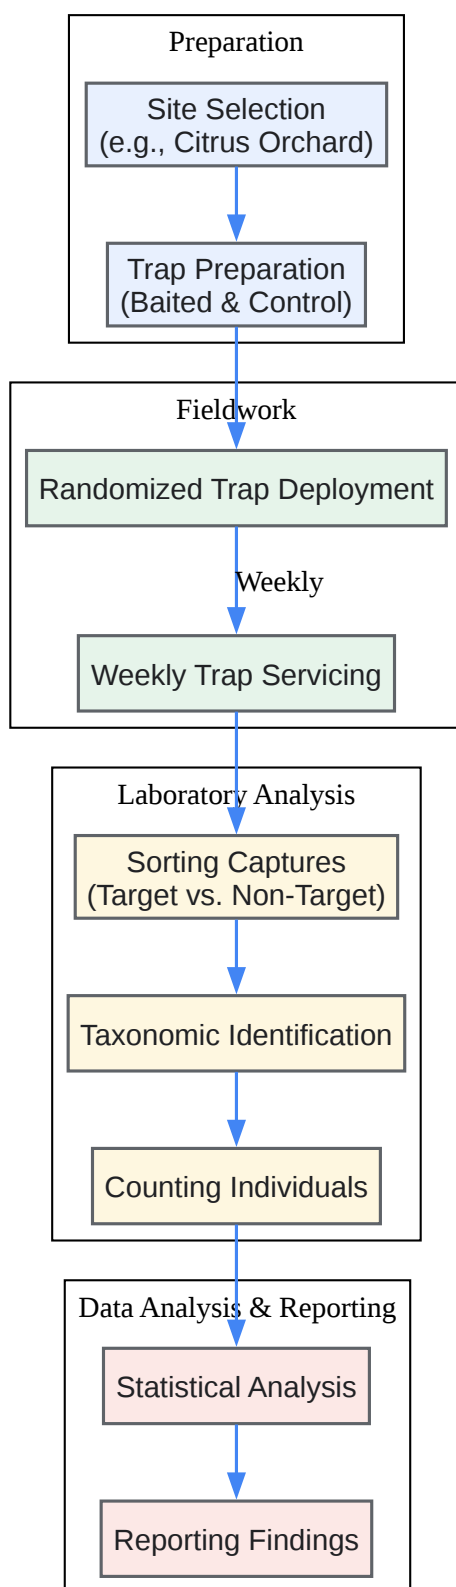 Preparation
Site Selection
(e.g., Citrus Orchard)
Trap Preparation
(Baited & Control)
Fieldwork
Randomized Trap Deployment
Weekly
Weekly Trap Servicing
Laboratory Analysis
Sorting Captures
(Target vs. Non-Target)
Taxonomic Identification
Counting Individuals
Data Analysis & Reporting
Statistical Analysis
Reporting Findings